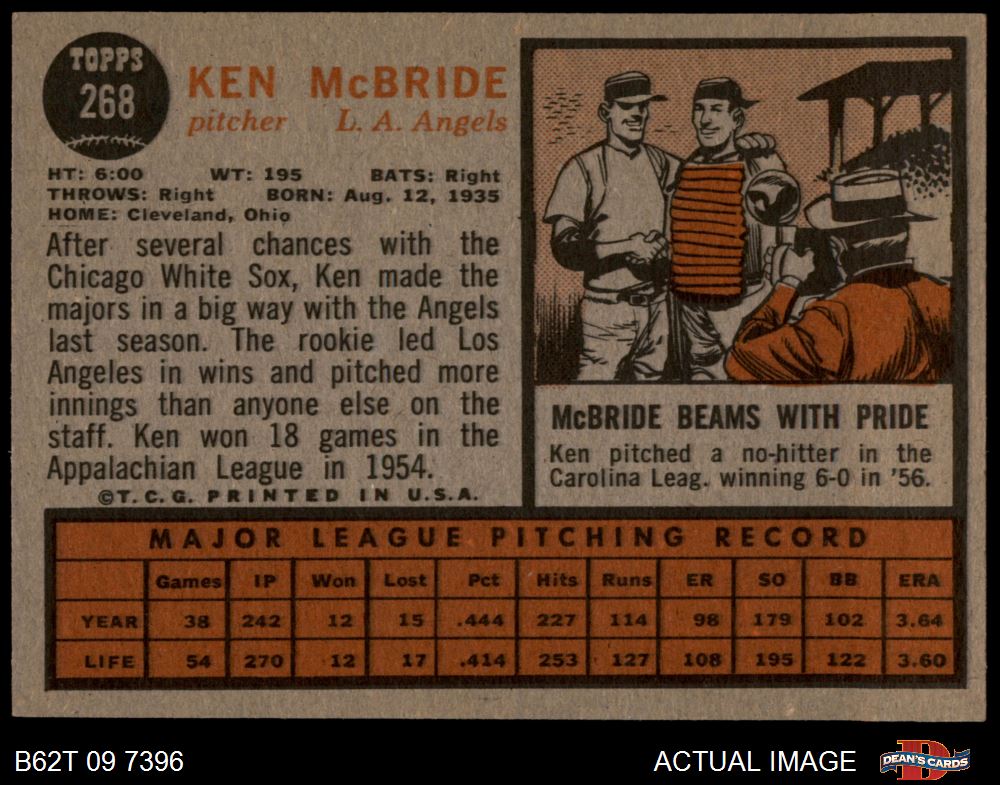 TOPPS
268
KEN McBRIDE
pitcher L. A. Angels
HT: 6:00 WT: 195 BATS: Right
THROWS: Right BORN: Aug. 12, 1935
HOME: Cleveland, Ohio
After several chances with the
Chicago White Sox, Ken made the
majors in a big way with the Angels
last season. The rookie led Los
Angeles in wins and pitched more
innings than anyone else on the
staff. Ken won 18 games in the
Appalachian League in 1954.
©T.C.G. PRINTED IN U.S.A.
McBRIDE BEAMS WITH PRIDE
Ken pitched a no-hitter in the
Carolina Leag. winning 6-0 in '56.
MAJOR LEAGUE PITCHING RECORD
Games IP Won Lost Pct Hits Runs ER SO BB ERA
YEAR 38 242 12 15 .444 227 114 98 179 102 3.64
LIFE 54 270 12 17 .414 253 127 108 195 122 3.60
B62T 09 7396 ACTUAL IMAGE
D
DEAN'S CARDS